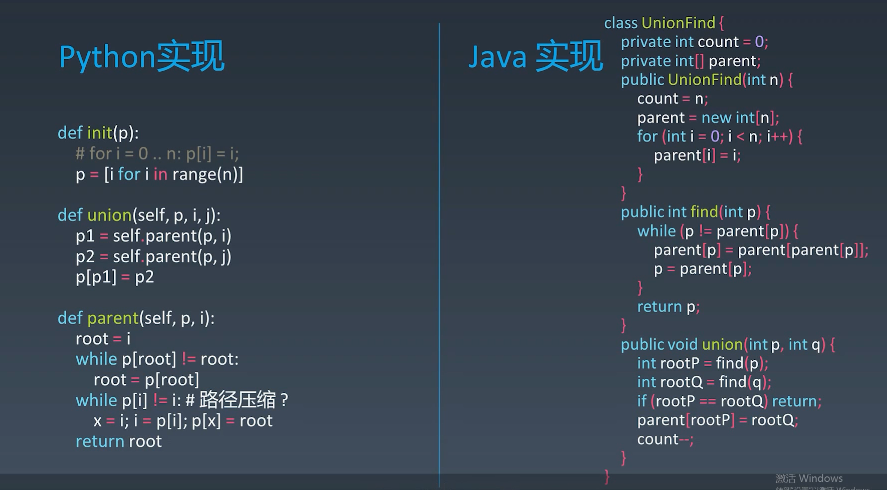 Python实现
def init(p):
# for i = 0 .. n: p[i] = i;
p = [i for i in range(n)]
def union(self, p, i, j):
p1 = self.parent(p, i)
p2 = self.parent(p, j)
p[p1] = p2
def parent(self, p, i):
root = i
while p[root] != root:
root = p[root]
while p[i] != i: # 路径压缩 ?
x = i; i = p[i]; p[x] = root
return root
Java 实现
class UnionFind {
private int count = 0;
private int[] parent;
public UnionFind(int n) {
count = n;
parent = new int[n];
for (int i = 0; i < n; i++) {
parent[i] = i;
}
}
public int find(int p) {
while (p != parent[p]) {
parent[p] = parent[parent[p]];
p = parent[p];
}
return p;
}
public void union(int p, int q) {
int rootP = find(p);
int rootQ = find(q);
if (rootP == rootQ) return;
parent[rootP] = rootQ;
count--;
}
}
激活 Windows